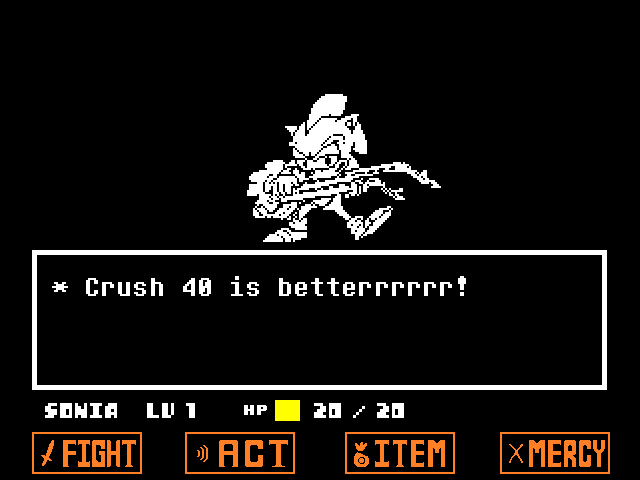 * Crush 40 is betterrrrrr!
SONIA LV 1 HP 20 / 20
FIGHT ACT ITEM MERCY